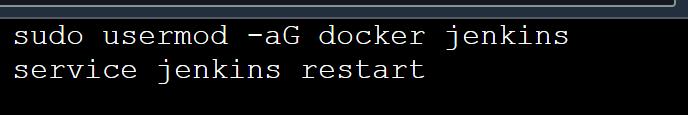 sudo usermod -aG docker jenkins
service jenkins restart